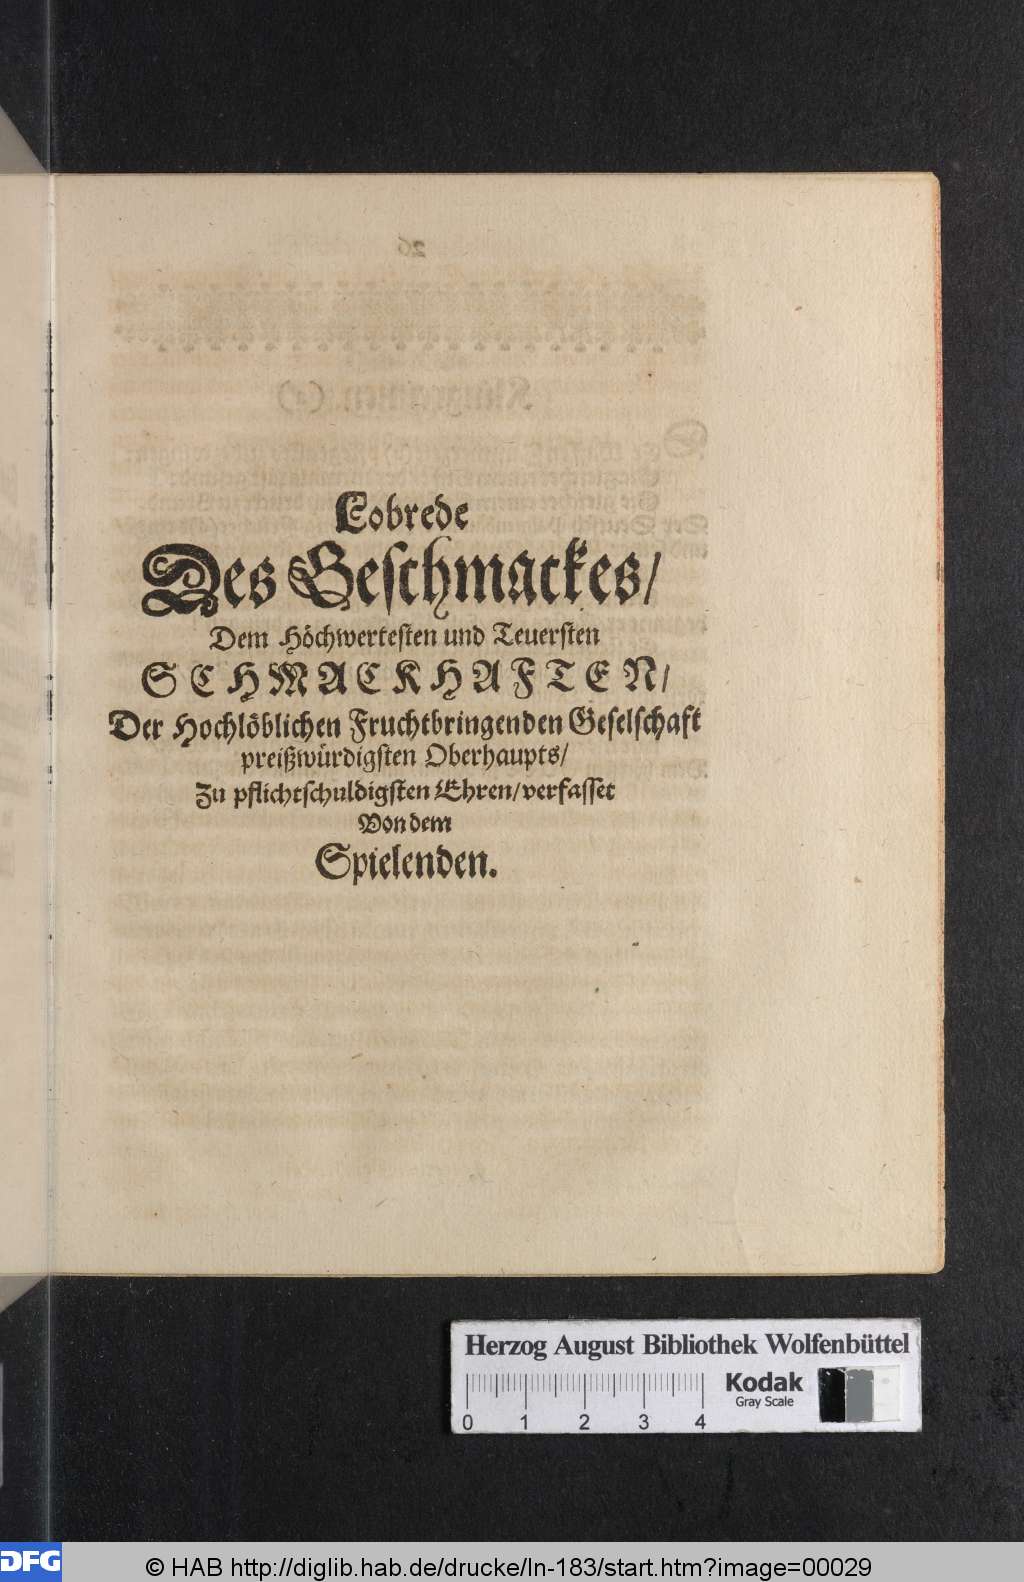 Lobrede
Des Geschmackes/
Dem Höchwertesten und Teuersten
SCHMACKHAFTEN/
Der Hochlöblichen Fruchtbringenden Geselschaft
preißwürdigsten Oberhaupts/
Zu pflichtschuldigsten Ehren/verfasset
Von dem
Spielenden.
Herzog August Bibliothek Wolfenbüttel
Kodak
Gray Scale
0 1 2 3 4
DFG
© HAB http://diglib.hab.de/drucke/ln-183/start.htm?image=00029